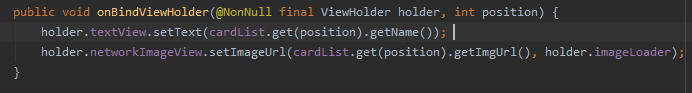 public void onBindViewHolder(@NonNull final ViewHolder holder, int position) {
    holder.textView.setText(cardList.get(position).getName());
    holder.networkImageView.setImageUrl(cardList.get(position).getImgUrl(), holder.imageLoader);
}